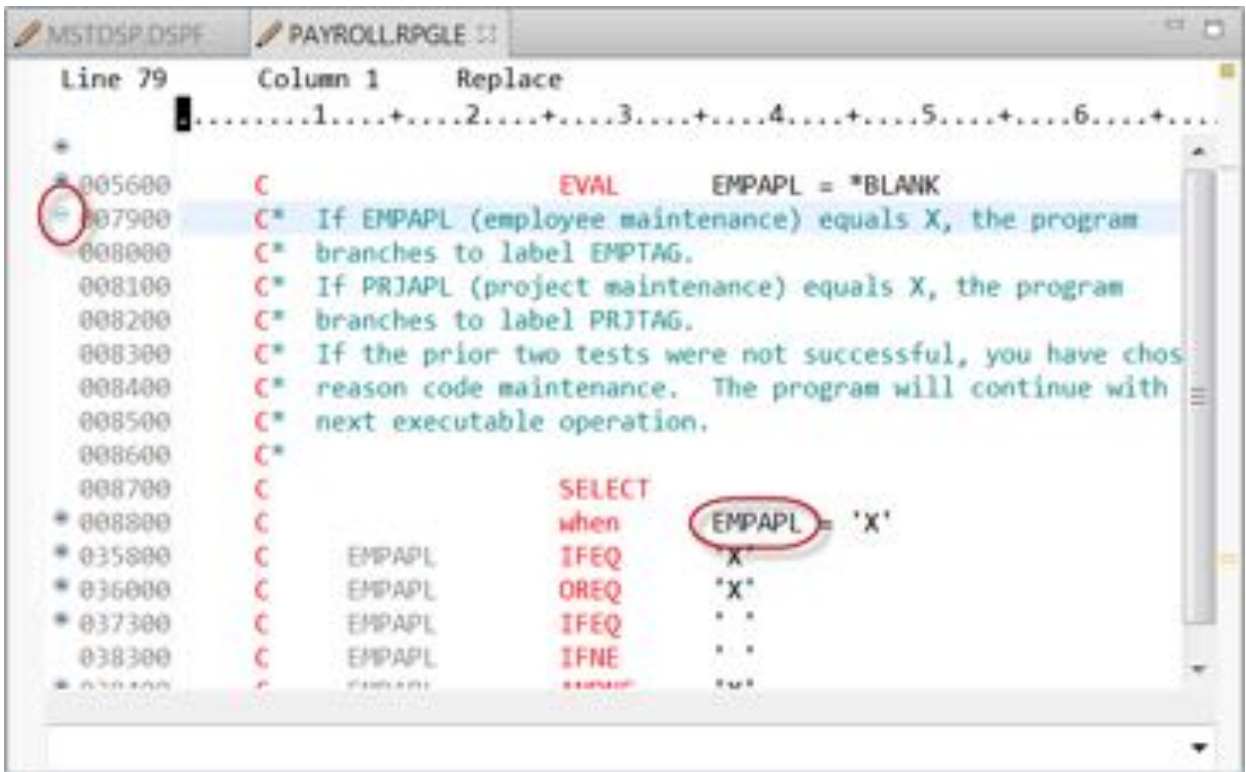 MSTDSP.DSPF PAYROLL.RPGLE
Line 79 Column 1 Replace
.........1....+....2....+....3....+....4....+....5....+....6....+....
005600 C EVAL EMPAPL = *BLANK
007900 C* If EMPAPL (employee maintenance) equals X, the program
008000 C* branches to label EMPTAG.
008100 C* If PRJAPL (project maintenance) equals X, the program
008200 C* branches to label PRJTAG.
008300 C* If the prior two tests were not successful, you have chos
008400 C* reason code maintenance. The program will continue with
008500 C* next executable operation.
008600 C*
008700 C SELECT
008800 C when EMPAPL = 'X'
035800 C EMPAPL IFEQ 'X'
036000 C EMPAPL OREQ 'X'
037300 C EMPAPL IFEQ ' '
038300 C EMPAPL IFNE ' '